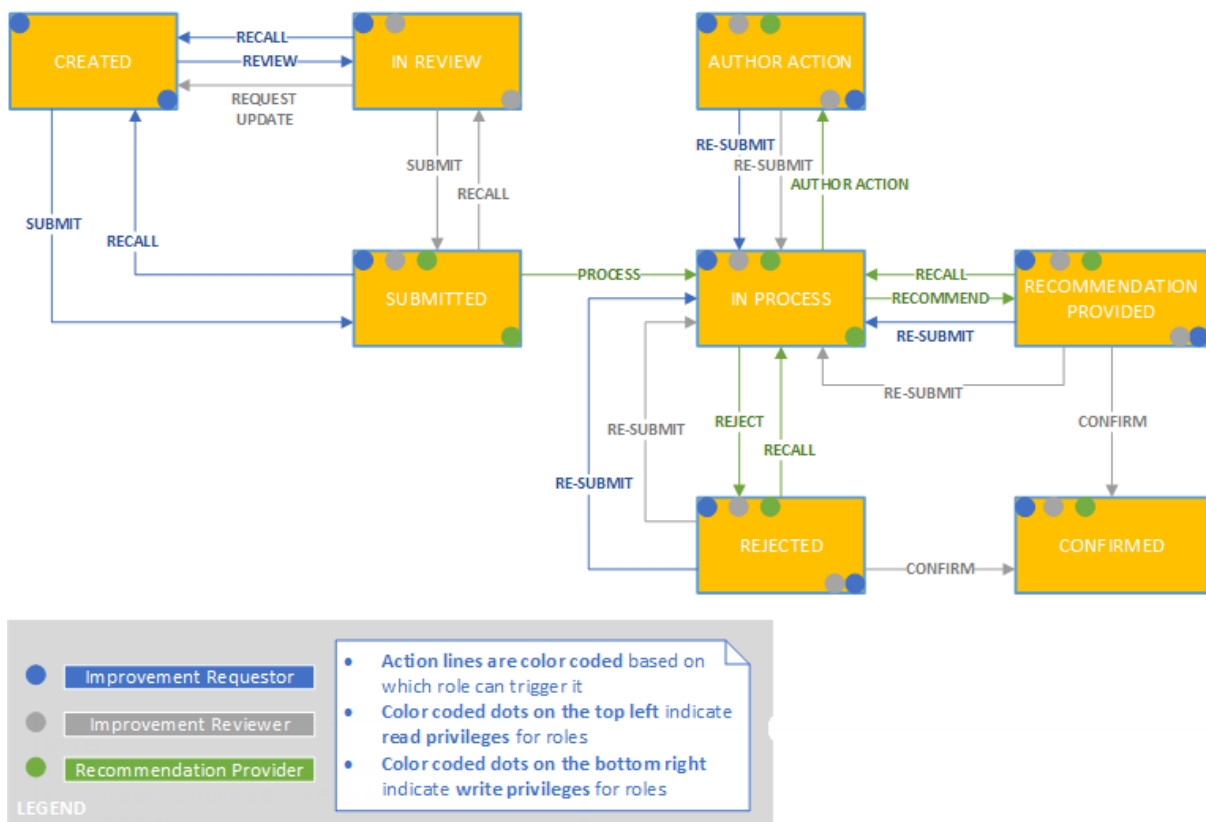 CREATED
RECALL
REVIEW
REQUEST
UPDATE
IN REVIEW
AUTHOR ACTION
SUBMIT
RECALL
SUBMIT
RECALL
RE-SUBMIT
RE-SUBMIT
AUTHOR ACTION
SUBMITTED
PROCESS
IN PROCESS
RECALL
RECOMMEND
RE-SUBMIT
RECOMMENDATION
PROVIDED
RE-SUBMIT
RE-SUBMIT
RE-SUBMIT
REJECT
RECALL
CONFIRM
REJECTED
CONFIRM
CONFIRMED
Improvement Requestor
Improvement Reviewer
Recommendation Provider
LEGEND
• Action lines are color coded based on
which role can trigger it
• Color coded dots on the top left indicate
read privileges for roles
• Color coded dots on the bottom right
indicate write privileges for roles